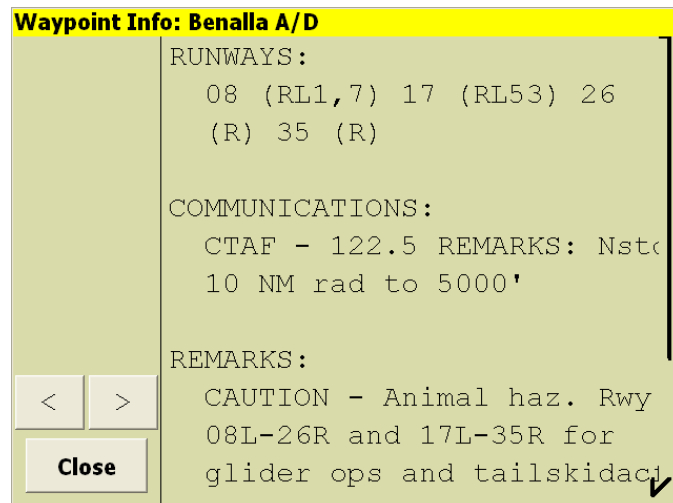 Waypoint Info: Benalla A/D
RUNWAYS:
08 (RL1,7) 17 (RL53) 26
(R) 35 (R)
COMMUNICATIONS:
CTAF - 122.5 REMARKS:
10 NM rad to 5000'
REMARKS:
CAUTION - Animal haz. Rwy
08L-26R and 17L-35R for
glider ops and
< >
Close